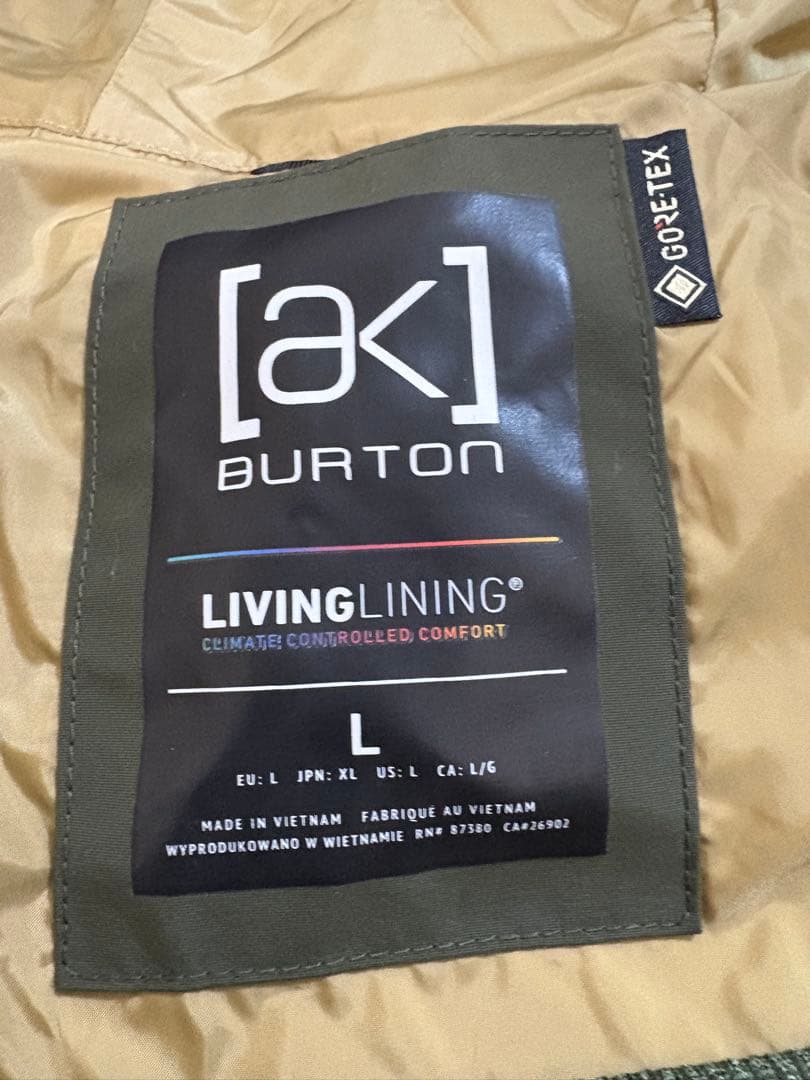 [ak]
BURTON
LIVINGLINING®
CLIMATE CONTROLLED COMFORT
L
EU: L JPN: XL US: L CA: L/G
MADE IN VIETNAM FABRIQUÉ AU VIETNAM
WYPRODUKOWANO W WIETNAMIE RN# 87380 CA#26902
GORE-TEX